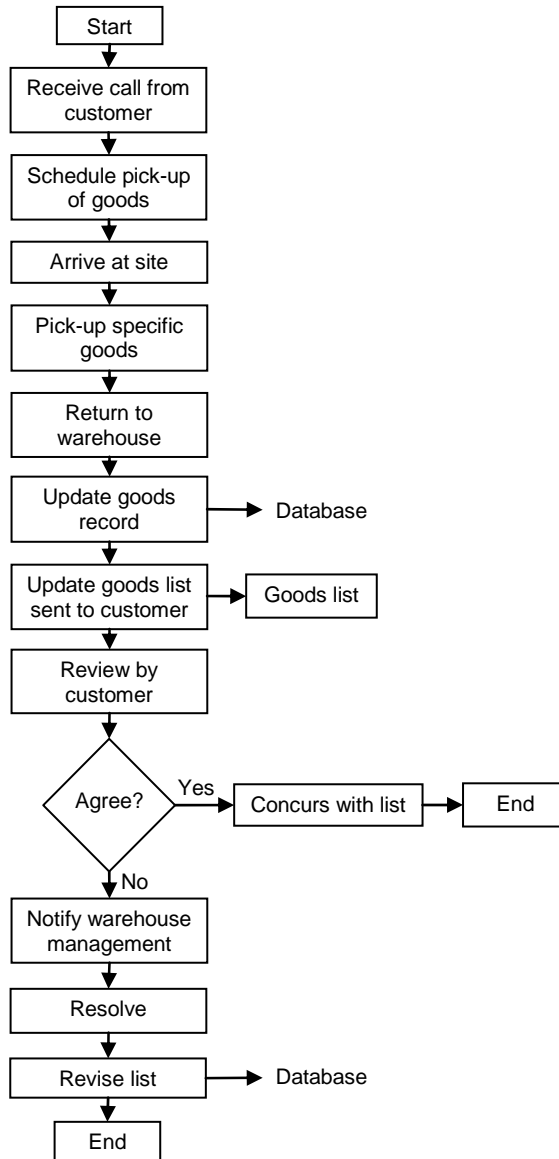 Start
Receive call from
customer
Schedule pick-up
of goods
Arrive at site
Pick-up specific
goods
Return to
warehouse
Update goods
record
Database
Update goods list
sent to customer
Goods list
Review by
customer
Agree?
Yes
Concurs with list
End
No
Notify warehouse
management
Resolve
Revise list
Database
End